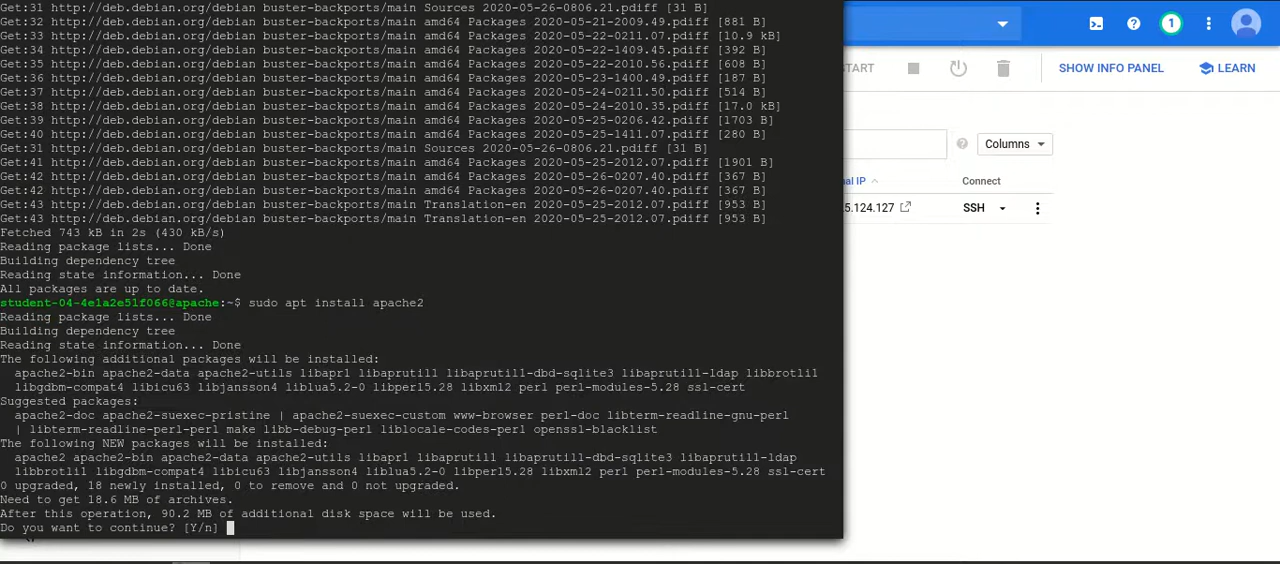 Get:31 http://deb.debian.org/debian buster-backports/main Sources 2020-05-26-0806.21.pdiff [31 B]
Get:32 http://deb.debian.org/debian buster-backports/main amd64 Packages 2020-05-21-2009.49.pdiff [881 B]
Get:33 http://deb.debian.org/debian buster-backports/main amd64 Packages 2020-05-22-0211.07.pdiff [10.9 kB]
Get:34 http://deb.debian.org/debian buster-backports/main amd64 Packages 2020-05-22-1409.45.pdiff [392 B]
Get:35 http://deb.debian.org/debian buster-backports/main amd64 Packages 2020-05-22-2010.56.pdiff [608 B]
Get:36 http://deb.debian.org/debian buster-backports/main amd64 Packages 2020-05-23-1400.49.pdiff [187 B]
Get:37 http://deb.debian.org/debian buster-backports/main amd64 Packages 2020-05-24-0211.50.pdiff [514 B]
Get:38 http://deb.debian.org/debian buster-backports/main amd64 Packages 2020-05-24-2010.35.pdiff [17.0 kB]
Get:39 http://deb.debian.org/debian buster-backports/main amd64 Packages 2020-05-25-0206.42.pdiff [1703 B]
Get:40 http://deb.debian.org/debian buster-backports/main amd64 Packages 2020-05-25-1411.07.pdiff [280 B]
Get:31 http://deb.debian.org/debian buster-backports/main Sources 2020-05-26-0806.21.pdiff [31 B]
Get:41 http://deb.debian.org/debian buster-backports/main amd64 Packages 2020-05-25-2012.07.pdiff [1901 B]
Get:42 http://deb.debian.org/debian buster-backports/main amd64 Packages 2020-05-26-0207.40.pdiff [367 B]
Get:42 http://deb.debian.org/debian buster-backports/main amd64 Packages 2020-05-26-0207.40.pdiff [367 B]
Get:43 http://deb.debian.org/debian buster-backports/main Translation-en 2020-05-25-2012.07.pdiff [953 B]
Get:43 http://deb.debian.org/debian buster-backports/main Translation-en 2020-05-25-2012.07.pdiff [953 B]
Fetched 743 kB in 2s (430 kB/s)
Reading package lists... Done
Building dependency tree
Reading state information... Done
All packages are up to date.
student-04-4e1a2e51f066@apache:~$ sudo apt install apache2
Reading package lists... Done
Building dependency tree
Reading state information... Done
The following additional packages will be installed:
apache2-bin apache2-data apache2-utils libapr1 libaprutil1 libaprutil1-dbd-sqlite3 libaprutil1-ldap libbrotli1
libgdbm-compat4 libicu63 libjansson4 liblua5.2-0 libperl5.28 libxml2 perl perl-modules-5.28 ssl-cert
Suggested packages:
apache2-doc apache2-suexec-pristine | apache2-suexec-custom www-browser perl-doc libterm-readline-gnu-perl
| libterm-readline-perl-perl make libb-debug-perl liblocale-codes-perl openssl-blacklist
The following NEW packages will be installed:
apache2 apache2-bin apache2-data apache2-utils libapr1 libaprutil1 libaprutil1-dbd-sqlite3 libaprutil1-ldap
libbrotli1 libgdbm-compat4 libicu63 libjansson4 liblua5.2-0 libperl5.28 libxml2 perl perl-modules-5.28 ssl-cert
0 upgraded, 18 newly installed, 0 to remove and 0 not upgraded.
Need to get 18.6 MB of archives.
After this operation, 90.2 MB of additional disk space will be used.
Do you want to continue? [Y/n]
1
START
SHOW INFO PANEL
LEARN
Columns
al IP
Connect
5.124.127
SSH